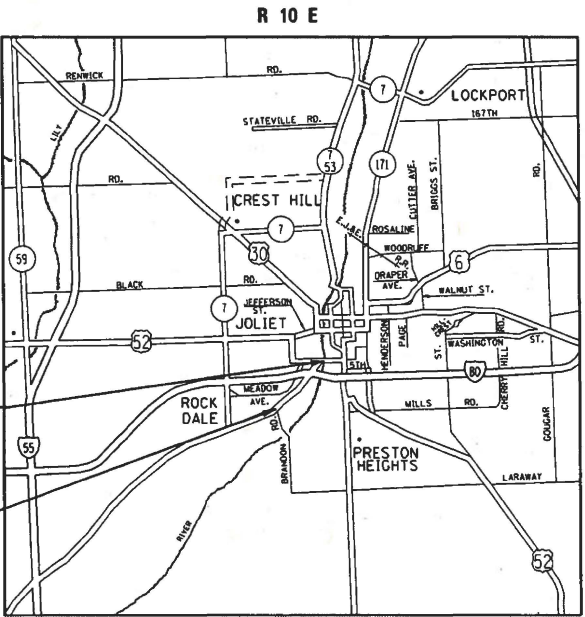 R 10 E
RENWICK
RD.
7
LOCKPORT
167TH
STATEVILLE RD.
LILY
7
53
171
CUTTER AVE.
BRIGGS ST.
RD.
RD.
CREST HILL
7
E.J.&E.
R.R.
ROSALINE
WOODRUFF
59
30
6
DRAPER
AVE.
BLACK
RD.
WALNUT ST.
7
JEFFERSON
ST.
JOLIET
HENDERSON
PAGE
HILL-
CREST
RD.
52
ST.
WASHINGTON
ST.
5TH
80
CHERRY HILL
MEADOW
AVE.
ROCK
DALE
MILLS
RD.
GOUGAR
55
BRANDON
RD.
PRESTON
HEIGHTS
LARAWAY
RIVER
52